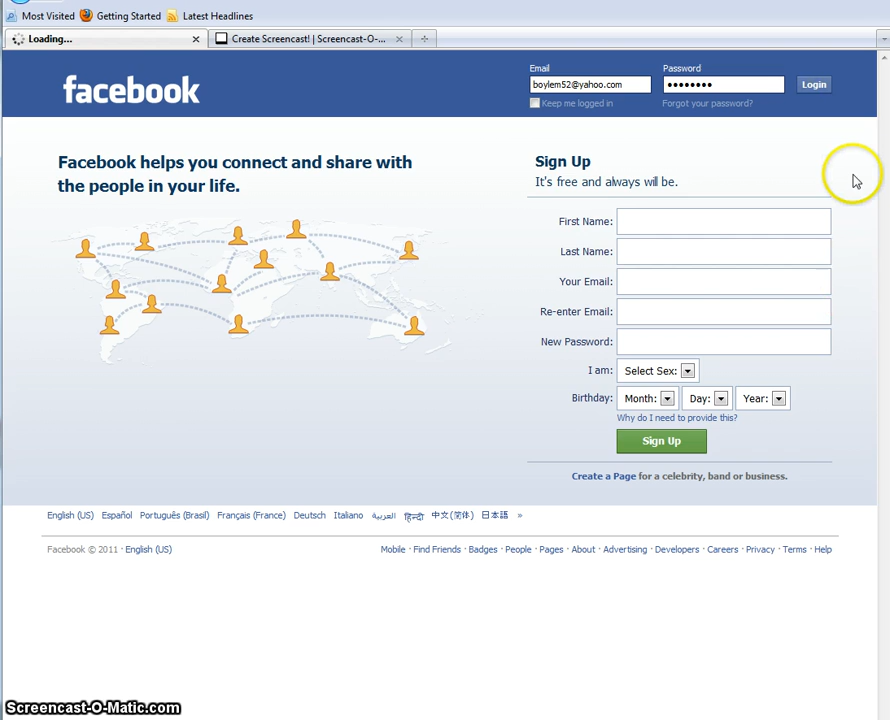 Most Visited Getting Started Latest Headlines
Loading... Create Screencast! | Screencast-O-...
facebook
Email Password
boylem52@yahoo.com •••••••• Login
Keep me logged in Forgot your password?
Facebook helps you connect and share with
the people in your life.
Sign Up
It's free and always will be.
First Name:
Last Name:
Your Email:
Re-enter Email:
New Password:
I am: Select Sex:
Birthday: Month: Day: Year:
Why do I need to provide this?
Sign Up
Create a Page for a celebrity, band or business.
English (US) Español Português (Brasil) Français (France) Deutsch Italiano العربية हिन्दी 中文(简体) 日本語 »
Facebook © 2011 · English (US) Mobile · Find Friends · Badges · People · Pages · About · Advertising · Developers · Careers · Privacy · Terms · Help
Screencast-O-Matic.com